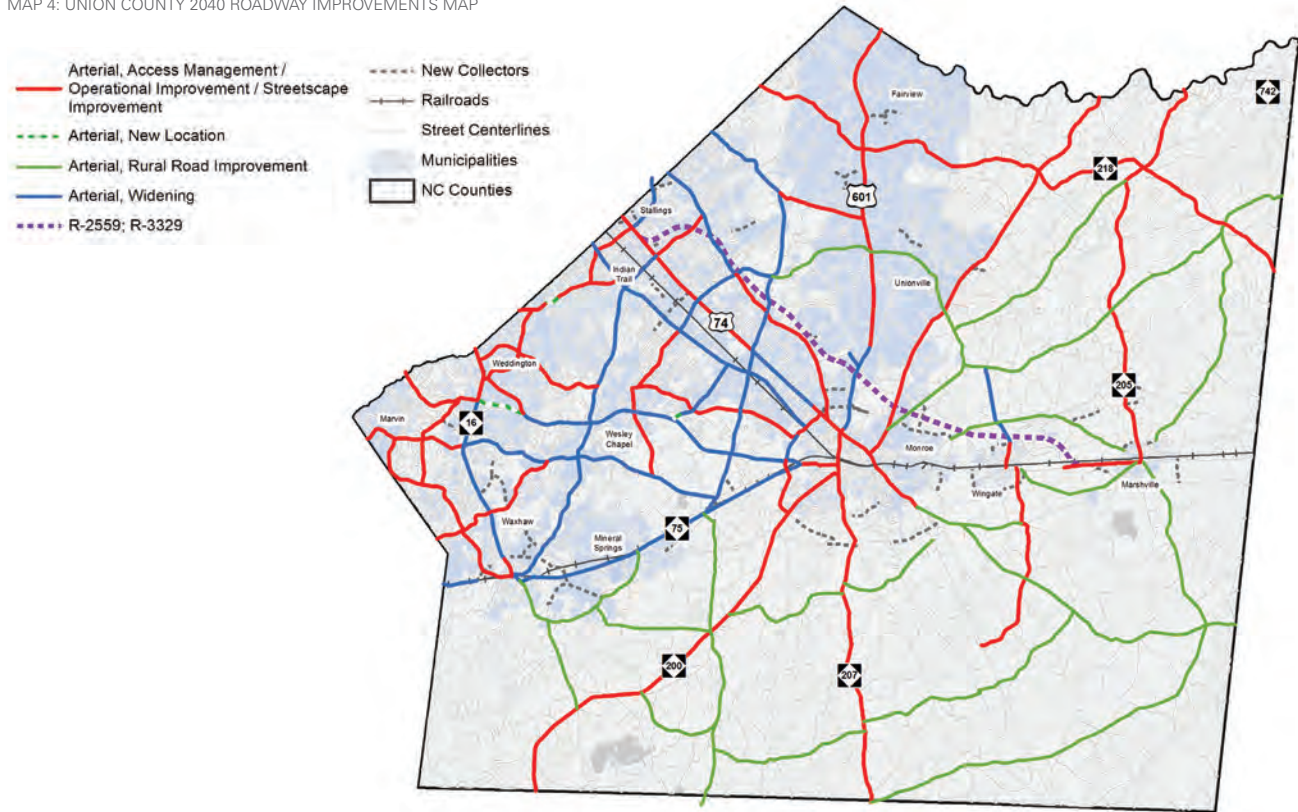 MAP 4: UNION COUNTY 2040 ROADWAY IMPROVEMENTS MAP
Arterial, Access Management /
Operational Improvement / Streetscape
Improvement
Arterial, New Location
Arterial, Rural Road Improvement
Arterial, Widening
R-2559; R-3329
New Collectors
Railroads
Street Centerlines
Municipalities
NC Counties
742
Fairview
218
601
Stallings
Indian
Trail
Unionville
74
Weddington
205
Marvin
16
Wesley
Chapel
Monroe
Wingate
Marshville
Waxhaw
75
Mineral
Springs
200
207